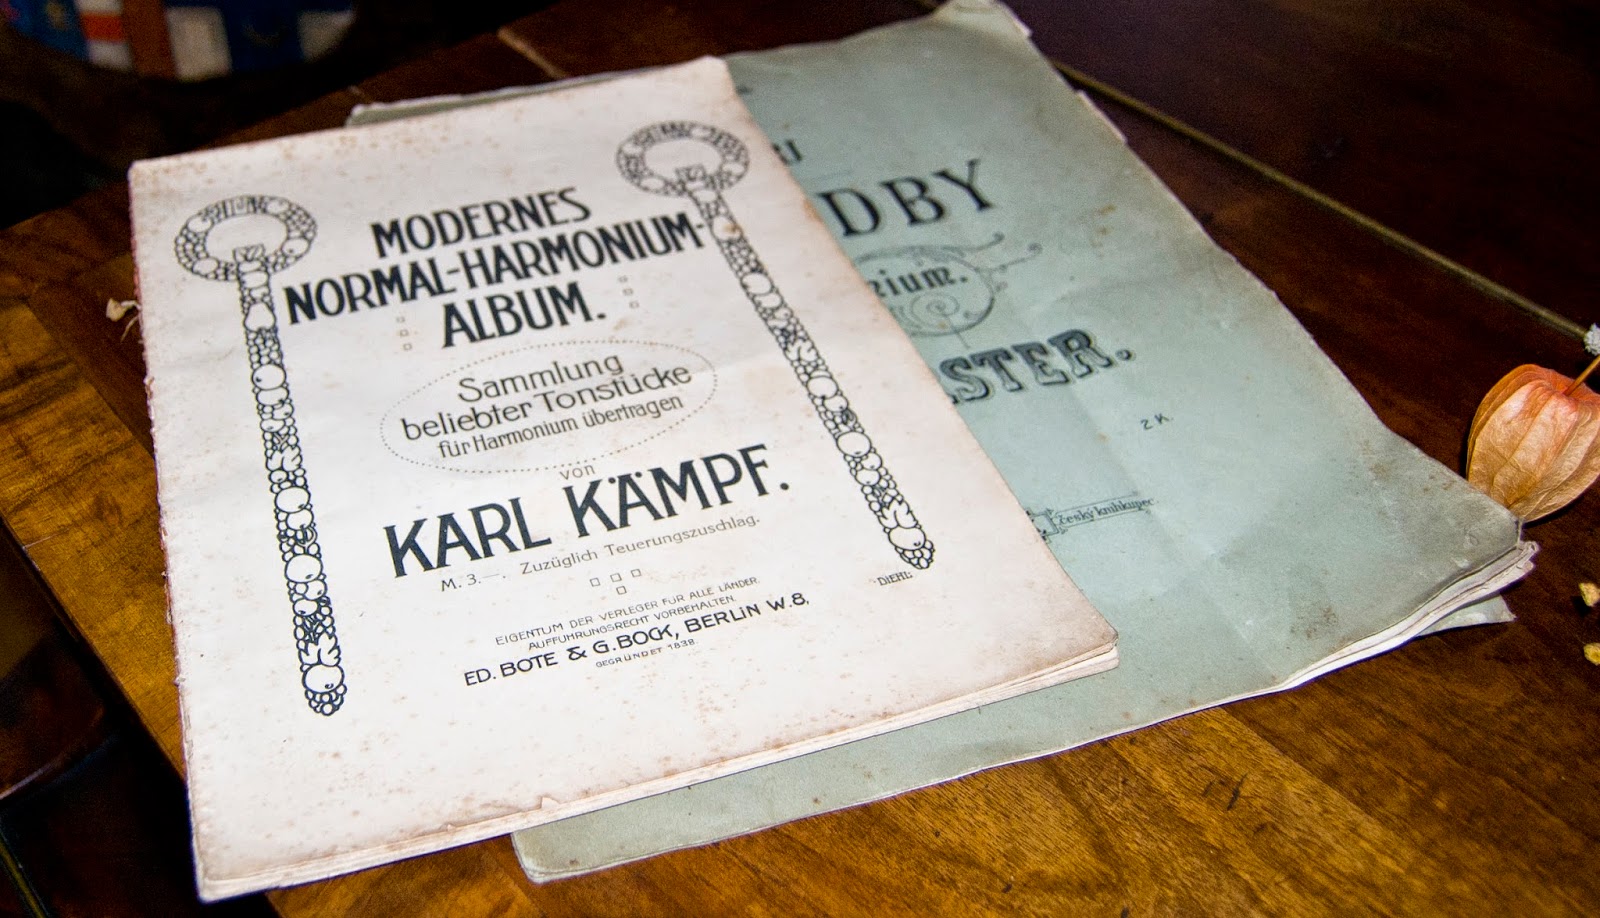 MODERNES
NORMAL-HARMONIUM-
ALBUM.
Sammlung
beliebter Tonstücke
für Harmonium übertragen
von
KARL KÄMPF.
M. 3.—. Zuzüglich Teuerungszuschlag.
EIGENTUM DER VERLEGER FÜR ALLE LÄNDER.
AUFFÜHRUNGSRECHT VORBEHALTEN.
ED. BOTE & G. BOCK, BERLIN W. 8,
GEGRÜNDET 1838.
DIEHL
DBY
nium.
STER.
2 K.
Český knihkupec.